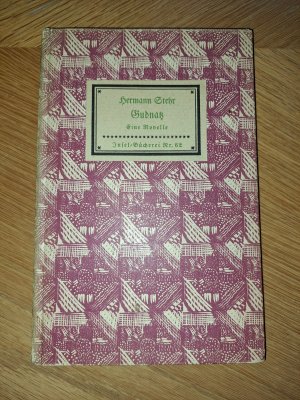 Hermann Stehr
Gudnatz
Eine Novelle
Insel-Bücherei Nr. 62